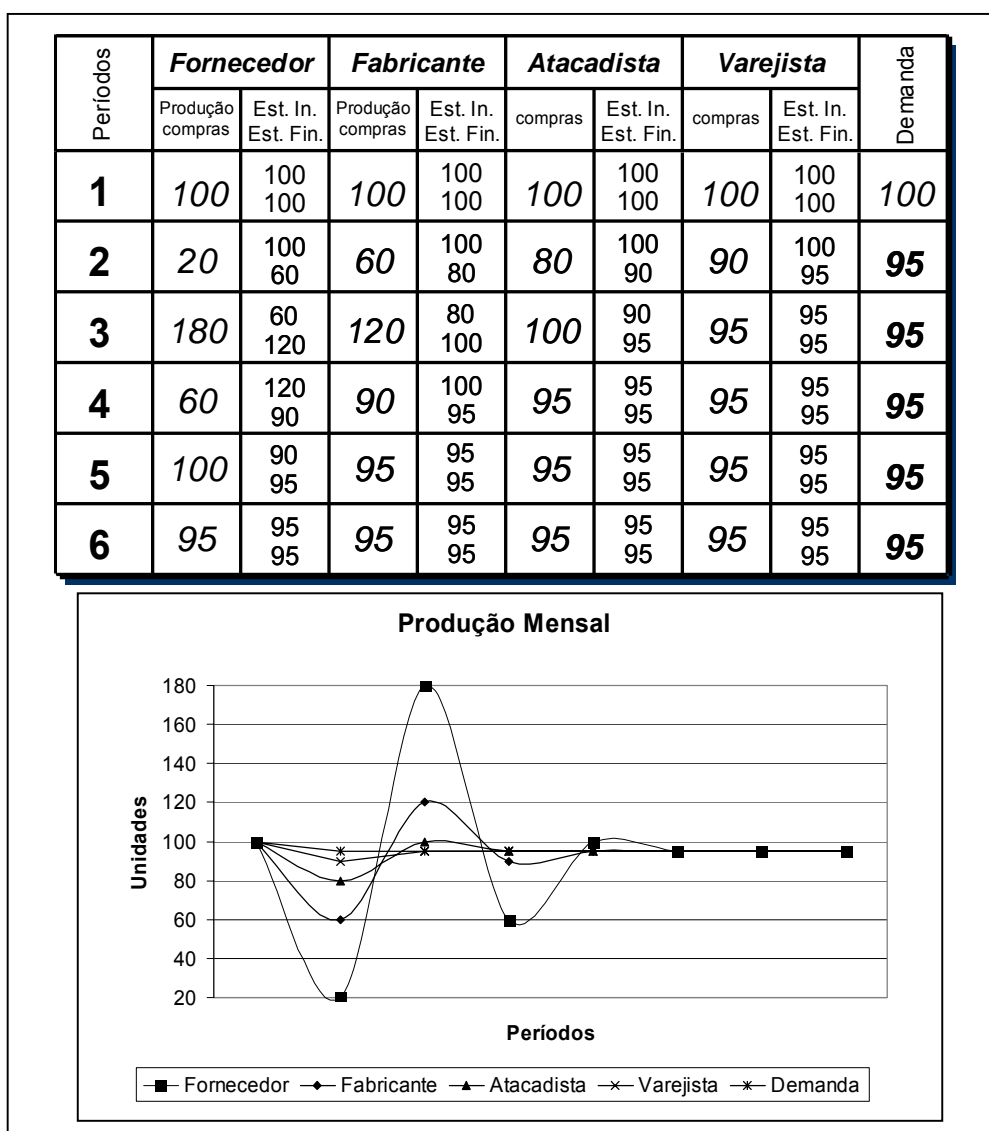 Períodos Fornecedor Fabricante Atacadista Varejista Demanda
Produção compras Est. In. Est. Fin. Produção compras Est. In. Est. Fin. compras Est. In. Est. Fin. compras Est. In. Est. Fin.
1 100 100 100 100 100 100 100 100 100 100 100 100 100
2 20 100 60 60 100 80 80 100 90 90 100 95 95
3 180 60 120 120 80 100 100 90 95 95 95 95 95
4 60 120 90 90 100 95 95 95 95 95 95 95 95
5 100 90 95 95 95 95 95 95 95 95 95 95 95
6 95 95 95 95 95 95 95 95 95 95 95 95 95
Produção Mensal
Unidades
180
160
140
120
100
80
60
40
20
Períodos
Fornecedor Fabricante Atacadista Varejista Demanda